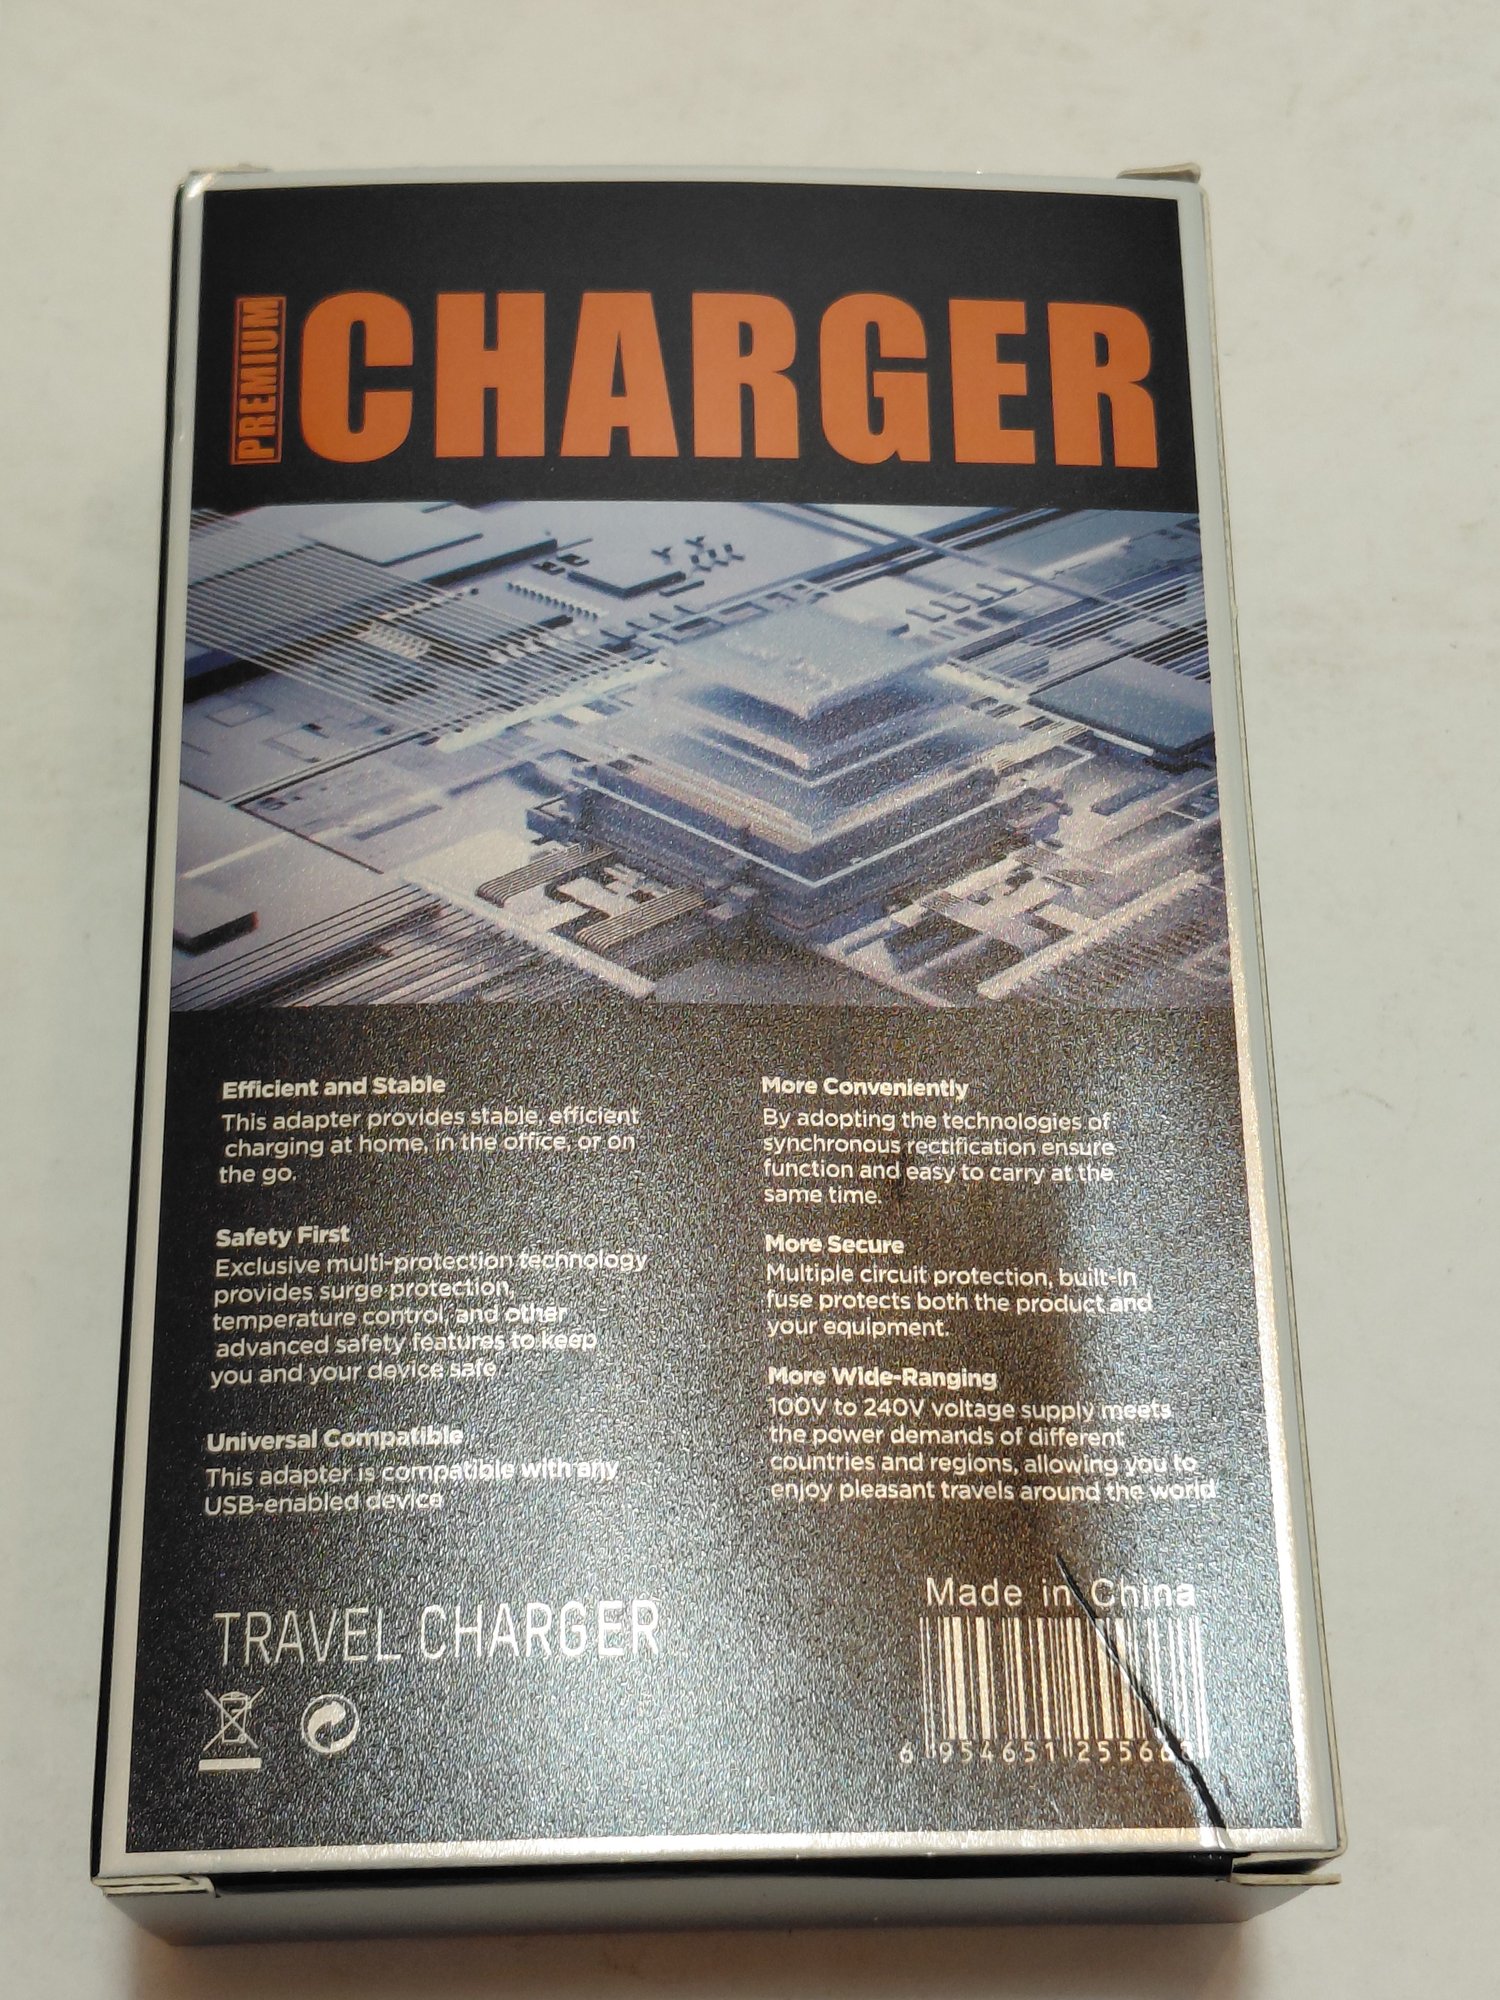 PREMIUM
CHARGER
Efficient and Stable
This adapter provides stable, efficient
charging at home, in the office, or on
the go.
Safety First
Exclusive multi-protection technology
provides surge protection,
temperature control, and other
advanced safety features to keep
you and your device safe
Universal Compatible
This adapter is compatible with any
USB-enabled device
More Conveniently
By adopting the technologies of
synchronous rectification ensure
function and easy to carry at the
same time.
More Secure
Multiple circuit protection, built-in
fuse protects both the product and
your equipment.
More Wide-Ranging
100V to 240V voltage supply meets
the power demands of different
countries and regions, allowing you to
enjoy pleasant travels around the world
TRAVEL CHARGER
Made in China
6 954651